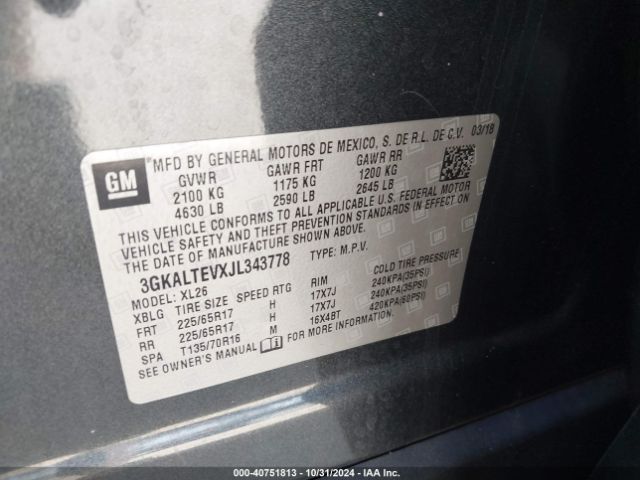 GM
MFD BY GENERAL MOTORS DE MEXICO, S. DE R.L. DE C.V. 03/18
GVWR GAWR FRT GAWR RR
2100 KG 1175 KG 1200 KG
4630 LB 2590 LB 2645 LB
THIS VEHICLE CONFORMS TO ALL APPLICABLE U.S. FEDERAL MOTOR
VEHICLE SAFETY AND THEFT PREVENTION STANDARDS IN EFFECT ON
THE DATE OF MANUFACTURE SHOWN ABOVE.
3GKALTEVXJL343778 TYPE: M.P.V.
MODEL: XL26
XBLG TIRE SIZE SPEED RTG RIM COLD TIRE PRESSURE
FRT 225/65R17 H 17X7J 240KPA(35PSI)
RR 225/65R17 H 17X7J 240KPA(35PSI)
SPA T135/70R16 M 16X4BT 420KPA(60PSI)
SEE OWNER'S MANUAL FOR MORE INFORMATION.
000-40751813 - 10/31/2024 - IAA Inc.